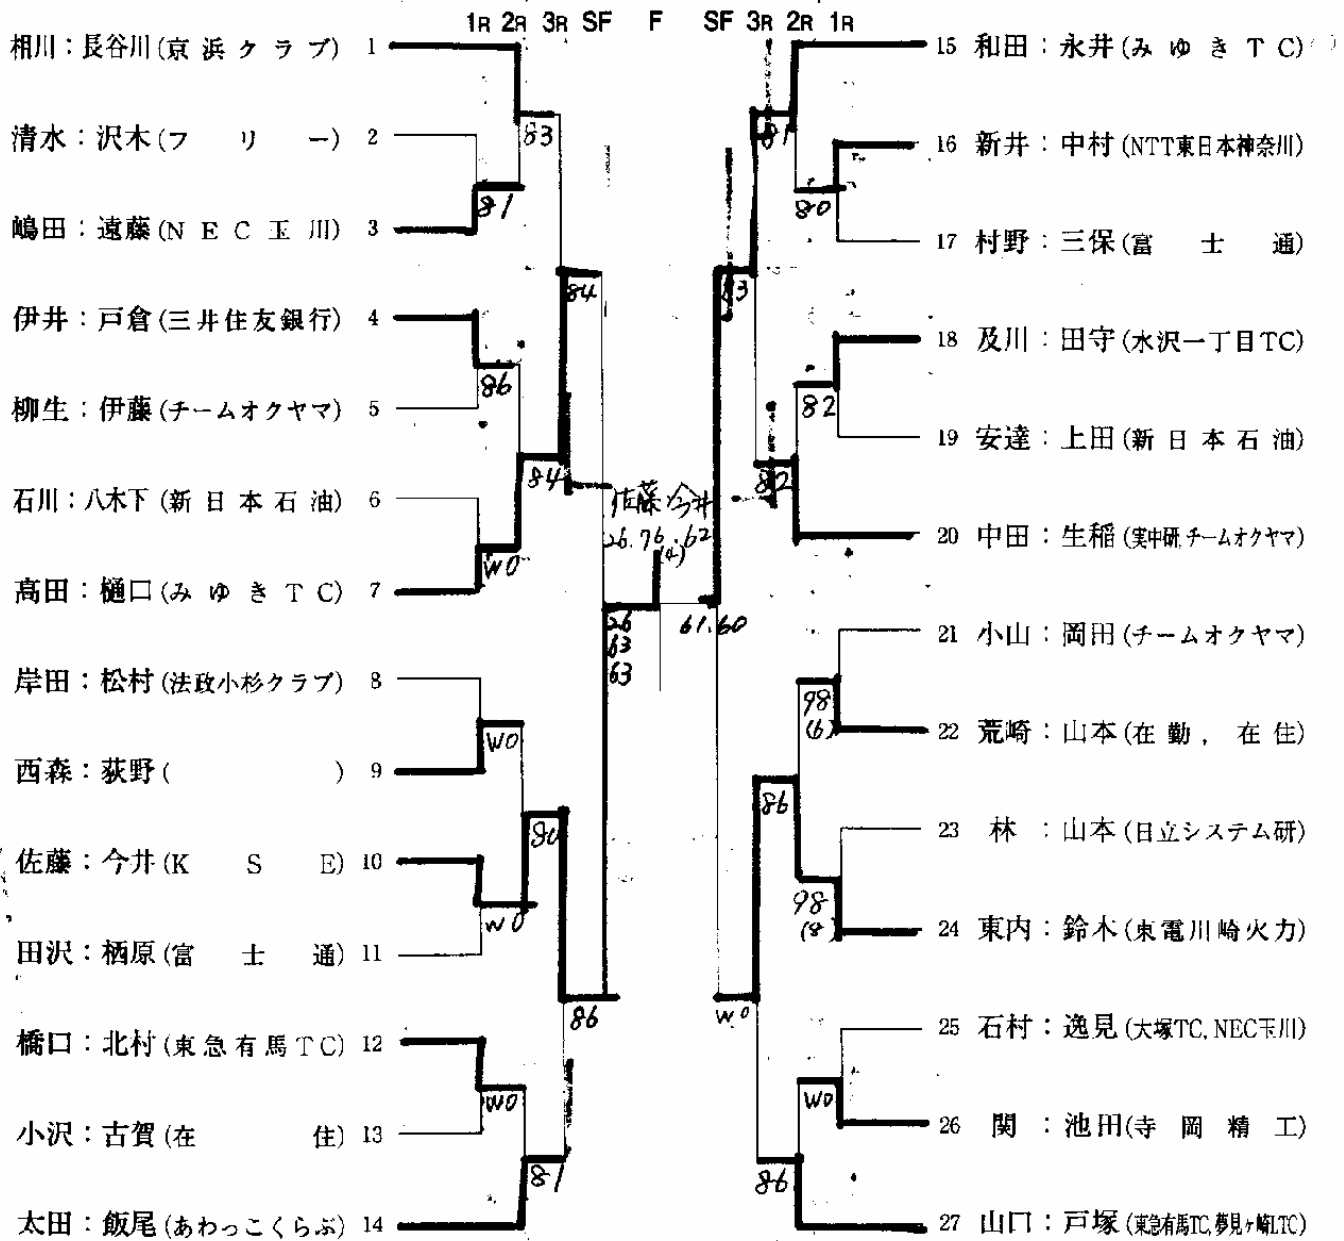 1R 2R 3R SF F SF 3R 2R 1R
相川：長谷川(京浜クラブ) 1
清水：沢木(フリー) 2
嶋田：遠藤(NEC玉川) 3
伊井：戸倉(三井住友銀行) 4
柳生：伊藤(チームオクヤマ) 5
石川：八木下(新日本石油) 6
高田：樋口(みゆきTC) 7
岸田：松村(法政小杉クラブ) 8
西森：荻野( ) 9
佐藤：今井(KSE) 10
田沢：栖原(富士通) 11
橋口：北村(東急有馬TC) 12
小沢：古賀(在住) 13
太田：飯尾(あわっこくらぶ) 14
83
81
84
86
84
W0
W0
W0
86
W0
81
佐藤 今井
26.76.62
(4)
26
63
63
61.60
15 和田：永井(みゆきTC)
16 新井：中村(NTT東日本神奈川)
17 村野：三保(富士通)
18 及川：田守(水沢一丁目TC)
19 安達：上田(新日本石油)
20 中田：生稲(実中研,チームオクヤマ)
21 小山：岡田(チームオクヤマ)
22 荒崎：山本(在勤，在住)
23 林：山本(日立システム研)
24 東内：鈴木(東電川崎火力)
25 石村：逸見(大塚TC,NEC玉川)
26 関：池田(寺岡精工)
27 山口：戸塚(東急有馬TC,夢見ヶ崎LTC)
81
80
83
82
82
98
(6)
86
98
(8)
W0
W0
86